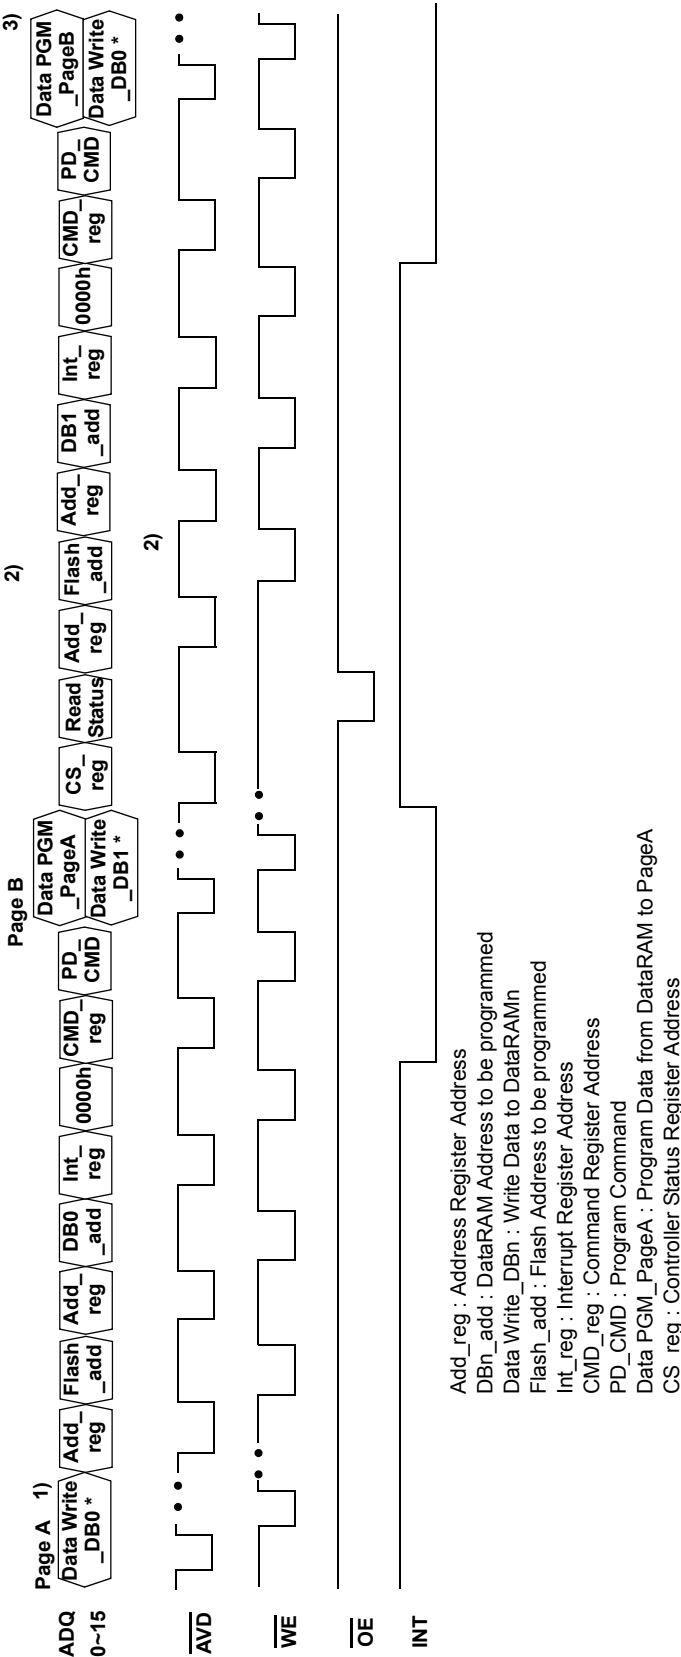 Page A 1)
Page B
2)
3)
ADQ
0~15
Data Write
_DB0 *
Add_
reg
Flash
_add
Add_
reg
DB0
_add
Int_
reg
0000h
CMD_
reg
PD_
CMD
Data PGM
_PageA
Data Write
_DB1 *
CS_
reg
Read
Status
Add_
reg
Flash
_add
Add_
reg
DB1
_add
Int_
reg
0000h
CMD_
reg
PD_
CMD
Data PGM
_PageB
Data Write
_DB0 *
2)
AVD
WE
OE
INT
Add_reg : Address Register Address
DBn_add : DataRAM Address to be programmed
Data Write_DBn : Write Data to DataRAMn
Flash_add : Flash Address to be programmed
Int_reg : Interrupt Register Address
CMD_reg : Command Register Address
PD_CMD : Program Command
Data PGM_PageA : Program Data from DataRAM to PageA
CS_reg : Controller Status Register Address